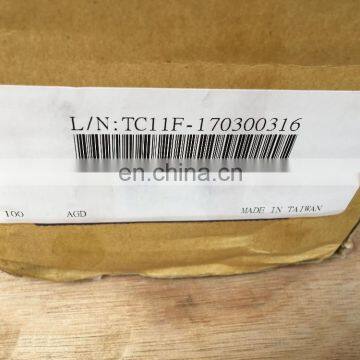 L/N:TC11F-170300316
en.china.cn
100 AGD MADE IN TAIWAN